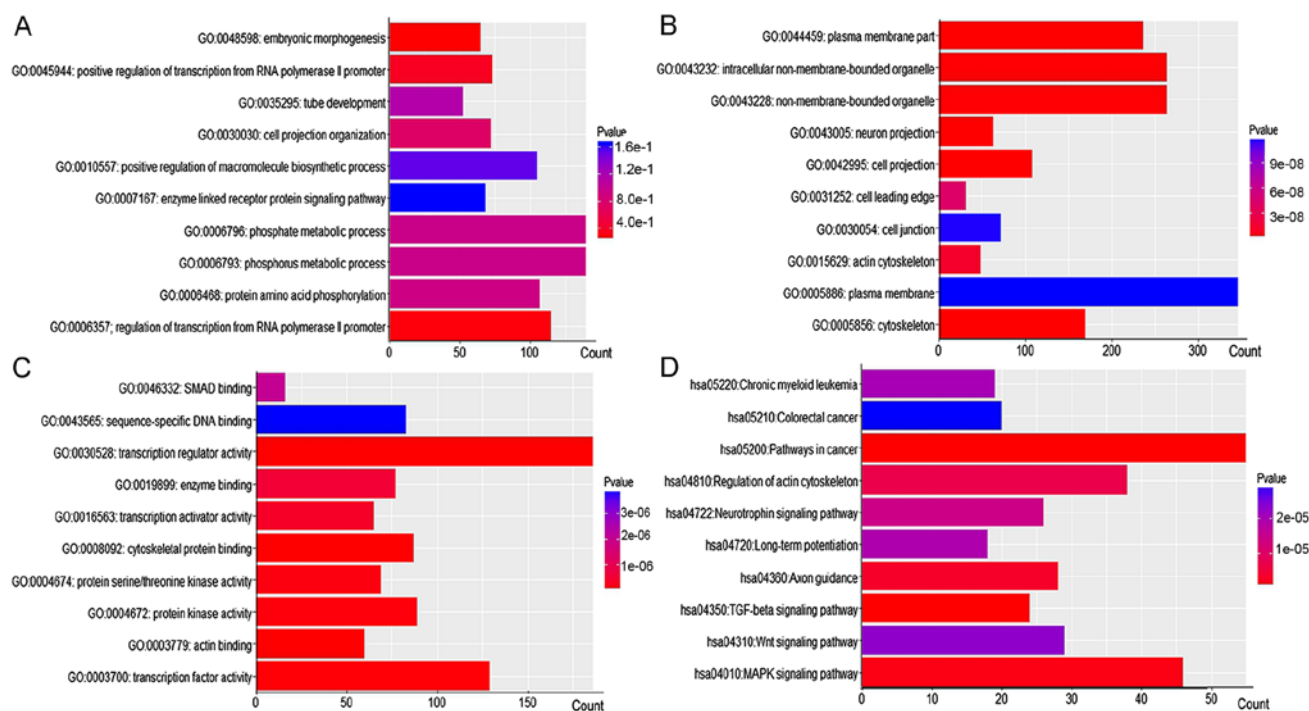 A
GO:0048598: embryonic morphogenesis
GO:0045944: positive regulation of transcription from RNA polymerase II promoter
GO:0035295: tube development
GO:0030030: cell projection organization
GO:0010557: positive regulation of macromolecule biosynthetic process
GO:0007167: enzyme linked receptor protein signaling pathway
GO:0006796: phosphate metabolic process
GO:0006793: phosphorus metabolic process
GO:0006468: protein amino acid phosphorylation
GO:0006357; regulation of transcription from RNA polymerase II promoter
0 50 100 Count
Pvalue
1.6e-1
1.2e-1
8.0e-1
4.0e-1
B
GO:0044459: plasma membrane part
GO:0043232: intracellular non-membrane-bounded organelle
GO:0043228: non-membrane-bounded organelle
GO:0043005: neuron projection
GO:0042995: cell projection
GO:0031252: cell leading edge
GO:0030054: cell junction
GO:0015629: actin cytoskeleton
GO:0005886: plasma membrane
GO:0005856: cytoskeleton
0 100 200 300 Count
Pvalue
9e-08
6e-08
3e-08
C
GO:0046332: SMAD binding
GO:0043565: sequence-specific DNA binding
GO:0030528: transcription regulator activity
GO:0019899: enzyme binding
GO:0016563: transcription activator activity
GO:0008092: cytoskeletal protein binding
GO:0004674: protein serine/threonine kinase activity
GO:0004672: protein kinase activity
GO:0003779: actin binding
GO:0003700: transcription factor activity
0 50 100 150 Count
Pvalue
3e-06
2e-06
1e-06
D
hsa05220:Chronic myeloid leukemia
hsa05210:Colorectal cancer
hsa05200:Pathways in cancer
hsa04810:Regulation of actin cytoskeleton
hsa04722:Neurotrophin signaling pathway
hsa04720:Long-term potentiation
hsa04360:Axon guidance
hsa04350:TGF-beta signaling pathway
hsa04310:Wnt signaling pathway
hsa04010:MAPK signaling pathway
0 10 20 30 40 50 Count
Pvalue
2e-05
1e-05